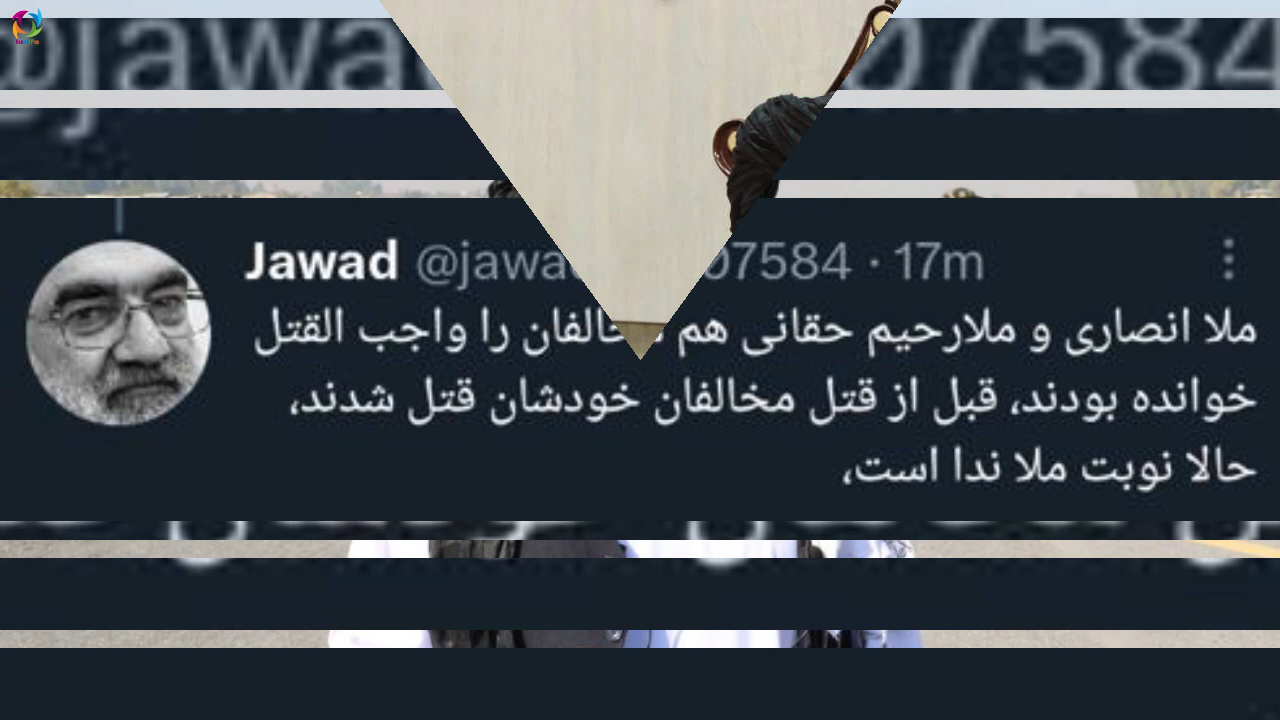 Jawad @jawa 07584 · 17m
ملا انصاری و ملارحیم حقانی هم را واجب القتل
خوانده بودند، قبل از قتل مخالفان خودشان قتل شدند،
حالا نوبت ملا ندا است،